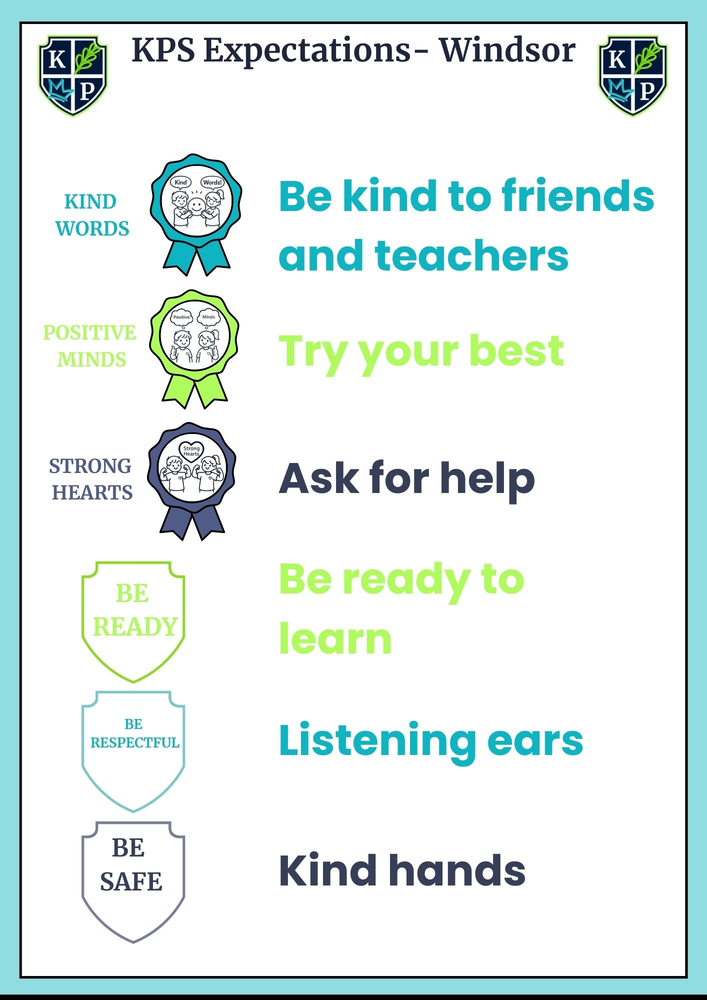 K
P
KPS Expectations- Windsor
K
P
KIND
WORDS
Kind
Words!
Be kind to friends
and teachers
POSITIVE
MINDS
Positive
Minds
Try your best
STRONG
HEARTS
Strong
Hearts
Ask for help
BE
READY
Be ready to
learn
BE
RESPECTFUL
Listening ears
BE
SAFE
Kind hands